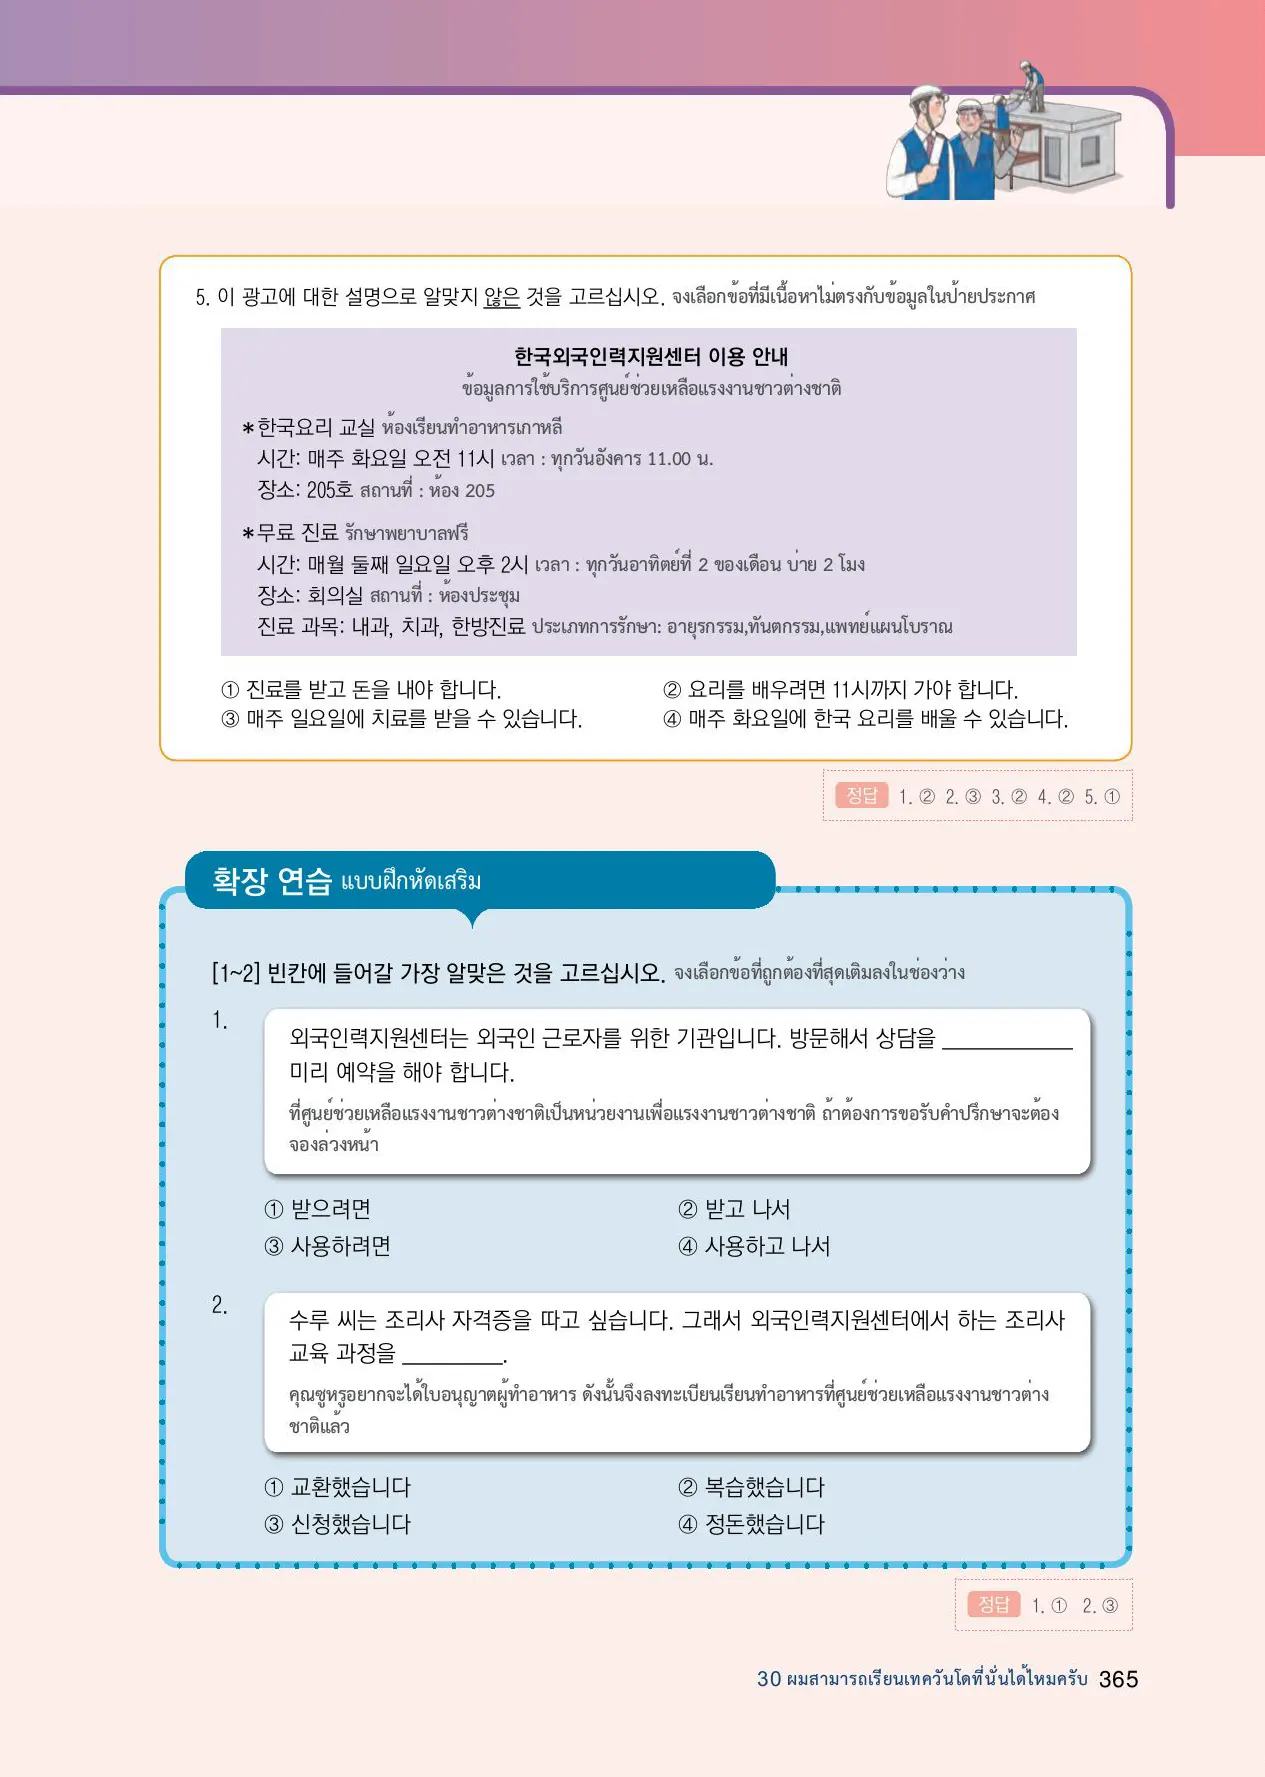 5. 이 광고에 대한 설명으로 알맞지 않은 것을 고르십시오. จงเลือกข้อที่มีเนื้อหาไม่ตรงกับข้อมูลในป้ายประกาศ
한국외국인력지원센터 이용 안내
ข้อมูลการใช้บริการศูนย์ช่วยเหลือแรงงานชาวต่างชาติ
*한국요리 교실 ห้องเรียนทำอาหารเกาหลี
시간: 매주 화요일 오전 11시 เวลา : ทุกวันอังคาร 11.00 น.
장소: 205호 สถานที่ : ห้อง 205
*무료 진료 รักษาพยาบาลฟรี
시간: 매월 둘째 일요일 오후 2시 เวลา : ทุกวันอาทิตย์ที่ 2 ของเดือน บ่าย 2 โมง
장소: 회의실 สถานที่ : ห้องประชุม
진료 과목: 내과, 치과, 한방진료 ประเภทการรักษา: อายุรกรรม,ทันตกรรม,แพทย์แผนโบราณ
① 진료를 받고 돈을 내야 합니다. ② 요리를 배우려면 11시까지 가야 합니다.
③ 매주 일요일에 치료를 받을 수 있습니다. ④ 매주 화요일에 한국 요리를 배울 수 있습니다.
정답 1. ② 2. ③ 3. ② 4. ② 5. ①
확장 연습 แบบฝึกหัดเสริม
[1~2] 빈칸에 들어갈 가장 알맞은 것을 고르십시오. จงเลือกข้อที่ถูกต้องที่สุดเติมลงในช่องว่าง
1.
외국인력지원센터는 외국인 근로자를 위한 기관입니다. 방문해서 상담을 ____________
미리 예약을 해야 합니다.
ที่ศูนย์ช่วยเหลือแรงงานชาวต่างชาติเป็นหน่วยงานเพื่อแรงงานชาวต่างชาติ ถ้าต้องการขอรับคำปรึกษาจะต้อง
จองล่วงหน้า
① 받으려면 ② 받고 나서
③ 사용하려면 ④ 사용하고 나서
2.
수루 씨는 조리사 자격증을 따고 싶습니다. 그래서 외국인력지원센터에서 하는 조리사
교육 과정을 _________.
คุณซูหรูอยากจะได้ใบอนุญาตผู้ทำอาหาร ดังนั้นจึงลงทะเบียนเรียนทำอาหารที่ศูนย์ช่วยเหลือแรงงานชาวต่าง
ชาติแล้ว
① 교환했습니다 ② 복습했습니다
③ 신청했습니다 ④ 정돈했습니다
정답 1. ① 2. ③
30 ผมสามารถเรียนเทควันโดที่นั่นได้ไหมครับ 365